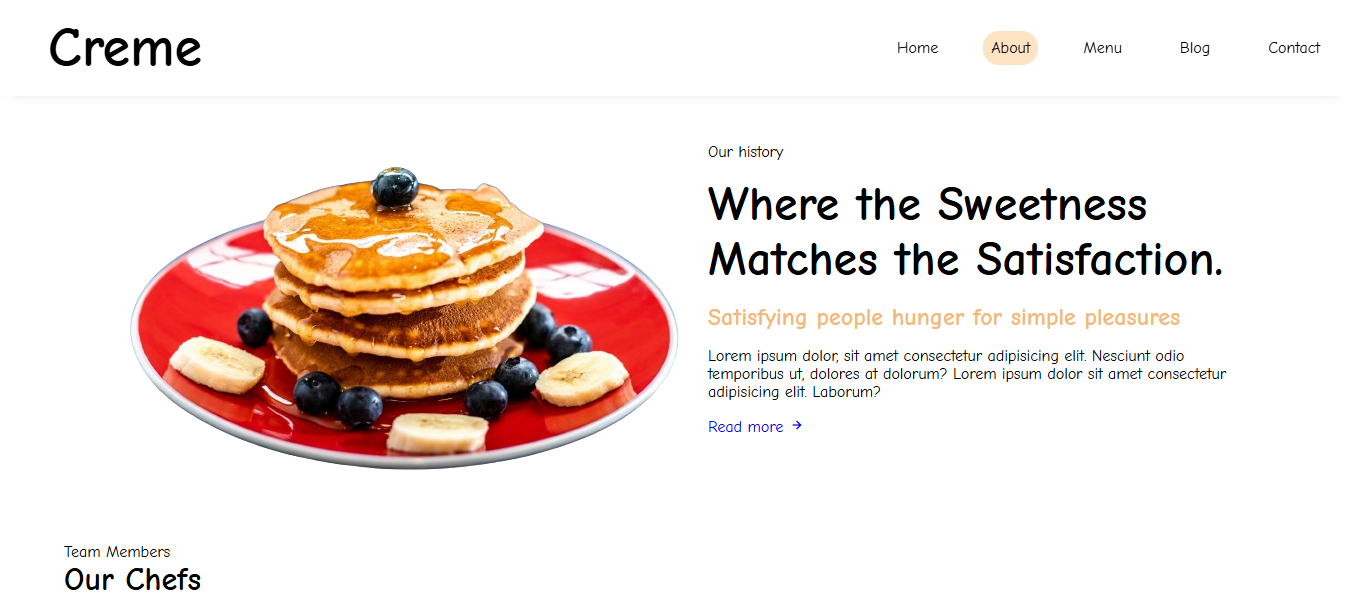 Creme
Home About Menu Blog Contact
Our history
Where the Sweetness
Matches the Satisfaction.
Satisfying people hunger for simple pleasures
Lorem ipsum dolor, sit amet consectetur adipisicing elit. Nesciunt odio
temporibus ut, dolores at dolorum? Lorem ipsum dolor sit amet consectetur
adipisicing elit. Laborum?
Read more →
Team Members
Our Chefs